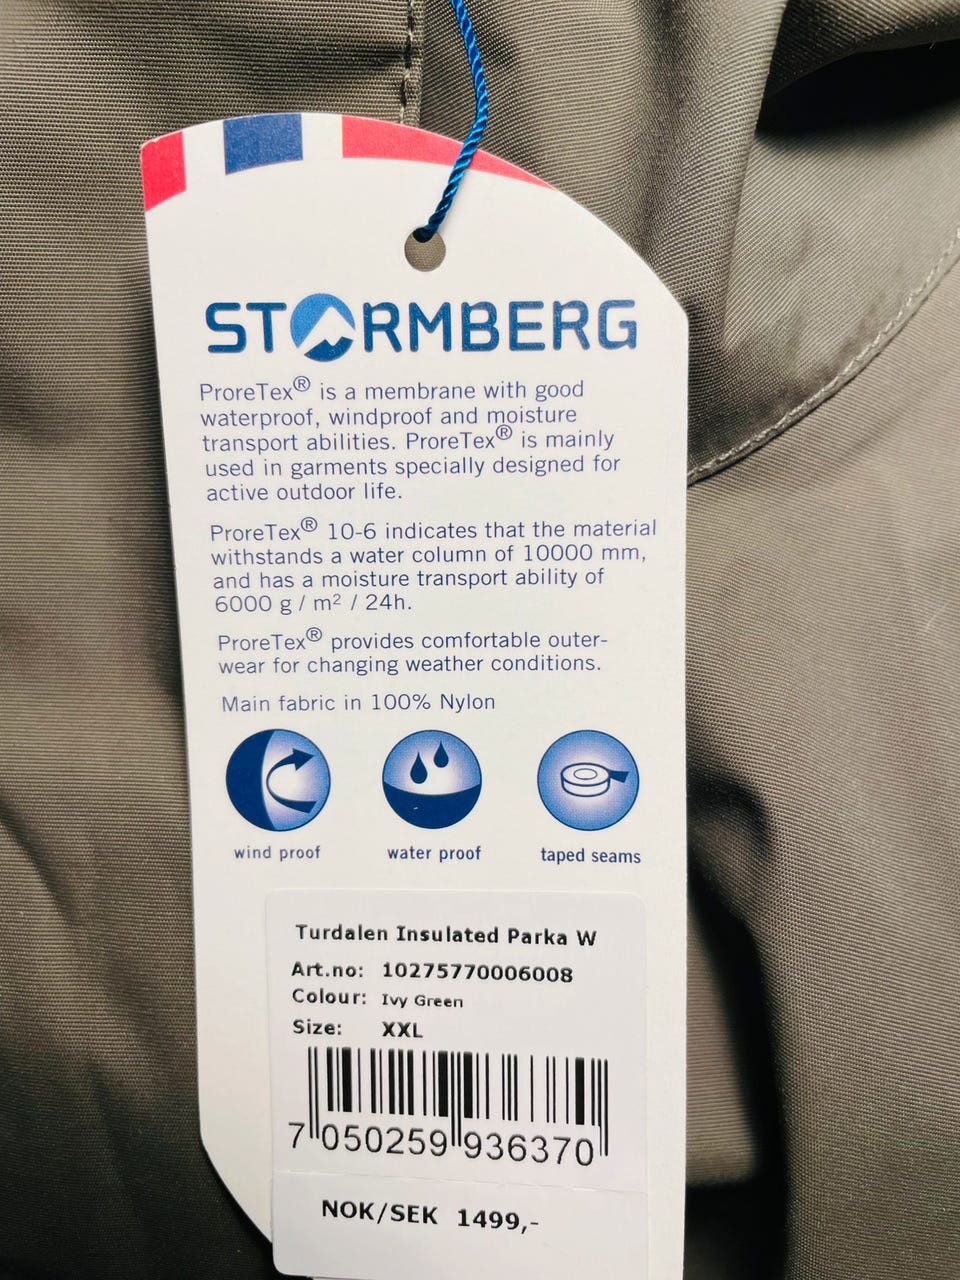 STORMBERG
ProreTex® is a membrane with good
waterproof, windproof and moisture
transport abilities. ProreTex® is mainly
used in garments specially designed for
active outdoor life.
ProreTex® 10-6 indicates that the material
withstands a water column of 10000 mm,
and has a moisture transport ability of
6000 g / m² / 24h.
ProreTex® provides comfortable outer-
wear for changing weather conditions.
Main fabric in 100% Nylon
wind proof water proof taped seams
Turdalen Insulated Parka W
Art.no: 10275770006008
Colour: Ivy Green
Size: XXL
7 050259 936370
NOK/SEK 1499,-